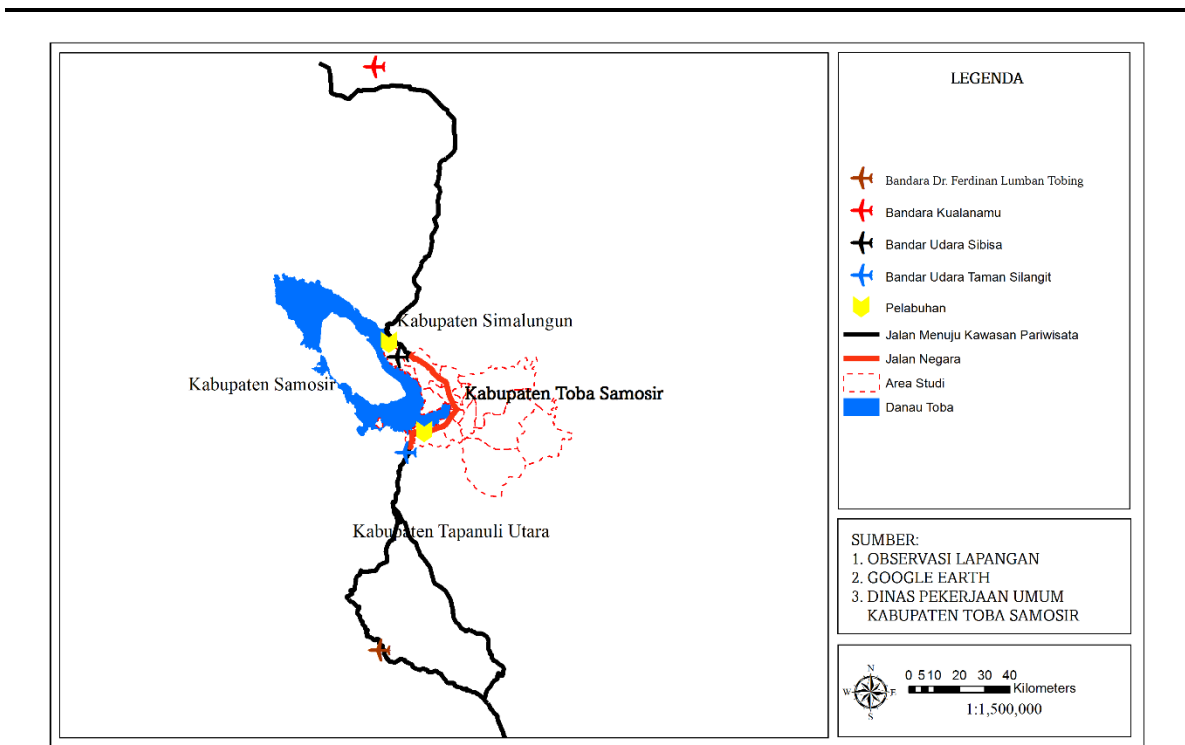 Kabupaten Simalungun
Kabupaten Samosir
Kabupaten Toba Samosir
Kabupaten Tapanuli Utara
LEGENDA
Bandara Dr. Ferdinan Lumban Tobing
Bandara Kualanamu
Bandar Udara Sibisa
Bandar Udara Taman Silangit
Pelabuhan
Jalan Menuju Kawasan Pariwisata
Jalan Negara
Area Studi
Danau Toba
SUMBER:
1. OBSERVASI LAPANGAN
2. GOOGLE EARTH
3. DINAS PEKERJAAN UMUM
KABUPATEN TOBA SAMOSIR
N
W E
S
0 5 10 20 30 40
Kilometers
1:1,500,000